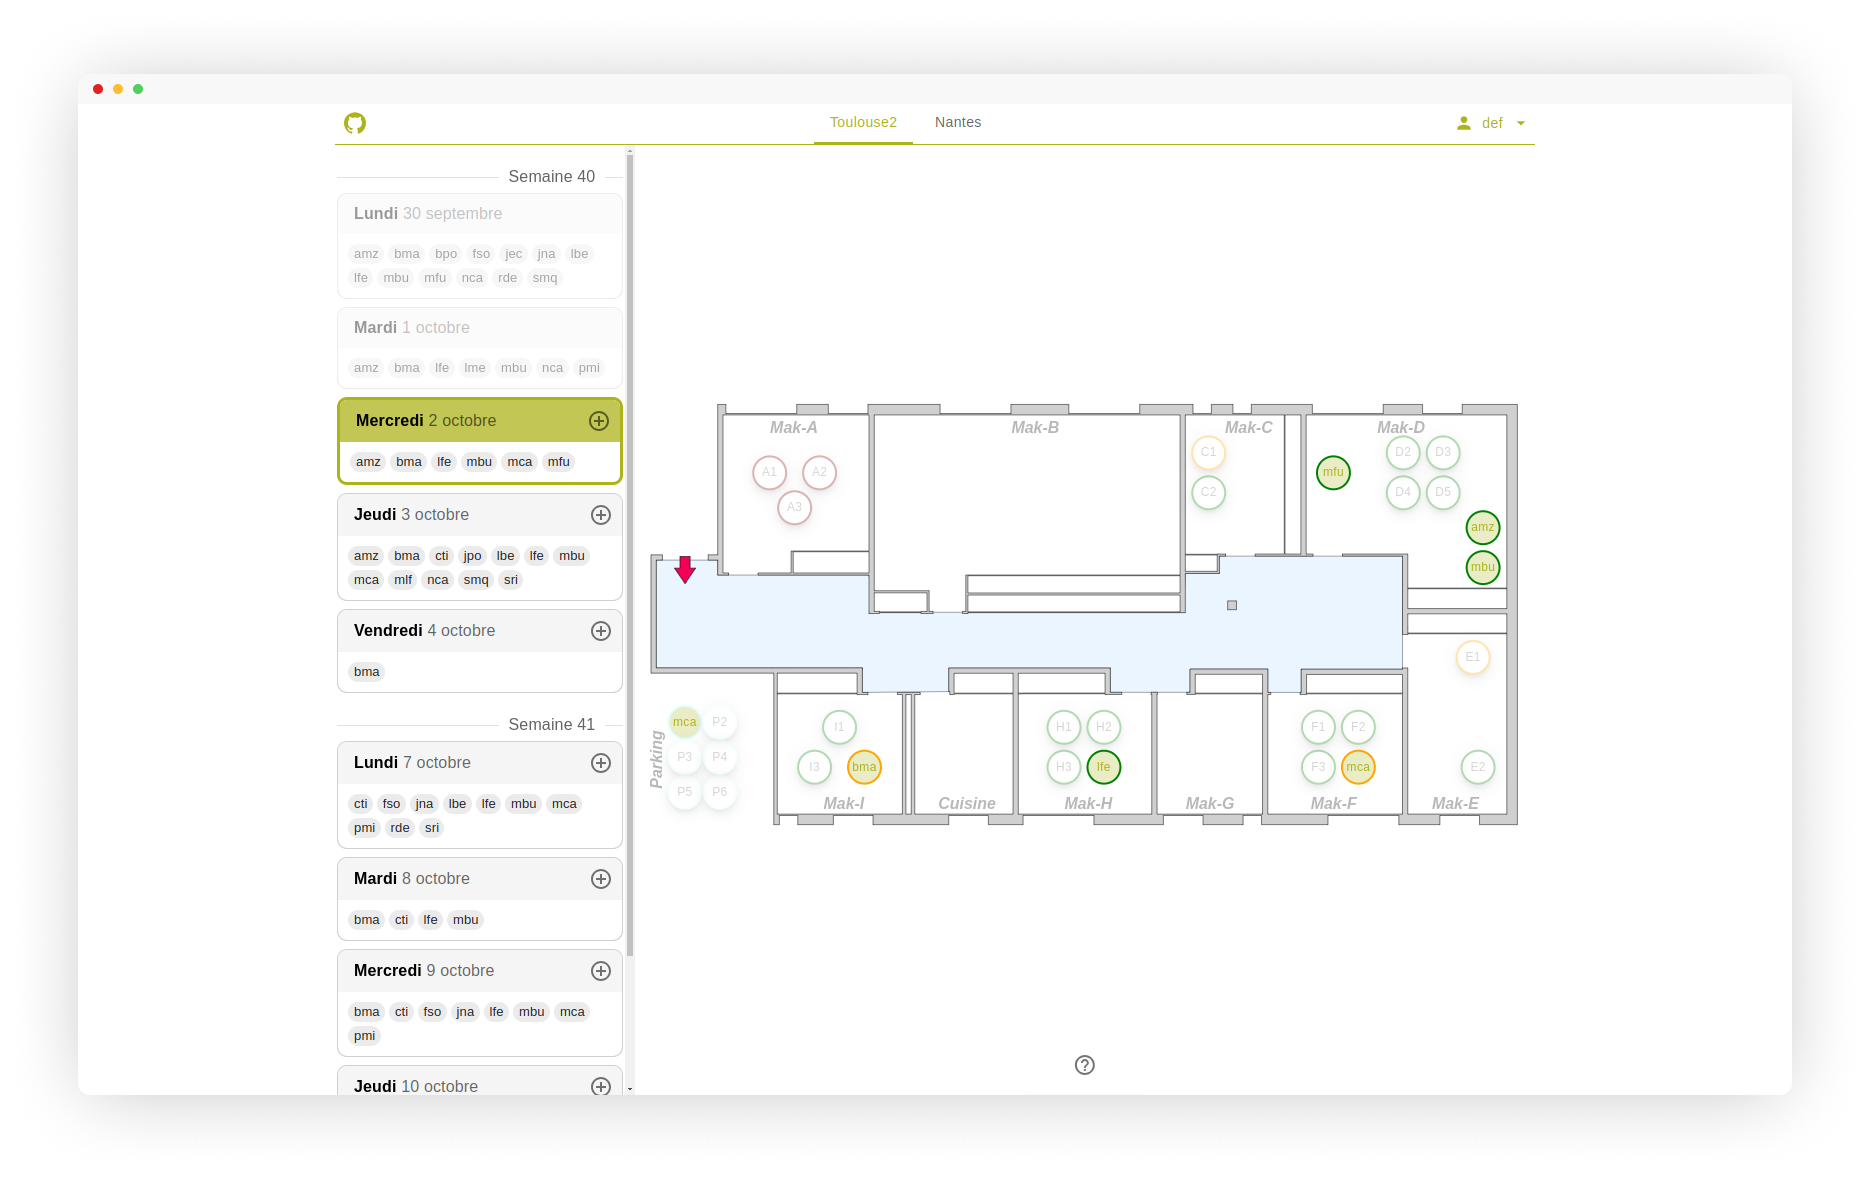 Toulouse2 Nantes def
Semaine 40
Lundi 30 septembre
amz bma bpo fso jec jna lbe
lfe mbu mfu nca rde smq
Mardi 1 octobre
amz bma lfe lme mbu nca pmi
Mercredi 2 octobre
amz bma lfe mbu mca mfu
Jeudi 3 octobre
amz bma cti jpo lbe lfe mbu
mca mlf nca smq sri
Vendredi 4 octobre
bma
Semaine 41
Lundi 7 octobre
cti fso jna lbe lfe mbu mca
pmi rde sri
Mardi 8 octobre
bma cti lfe mbu
Mercredi 9 octobre
bma cti fso jna lfe mbu mca
pmi
Jeudi 10 octobre
Mak-A Mak-B Mak-C Mak-D
C1 D2 D3
A1 A2 mfu
C2 D4 D5
A3
amz
mbu
E1
mca P2 I1 H1 H2 F1 F2
Parking
P3 P4 I3 bma H3 lfe F3 mca E2
P5 P6
Mak-I Cuisine Mak-H Mak-G Mak-F Mak-E